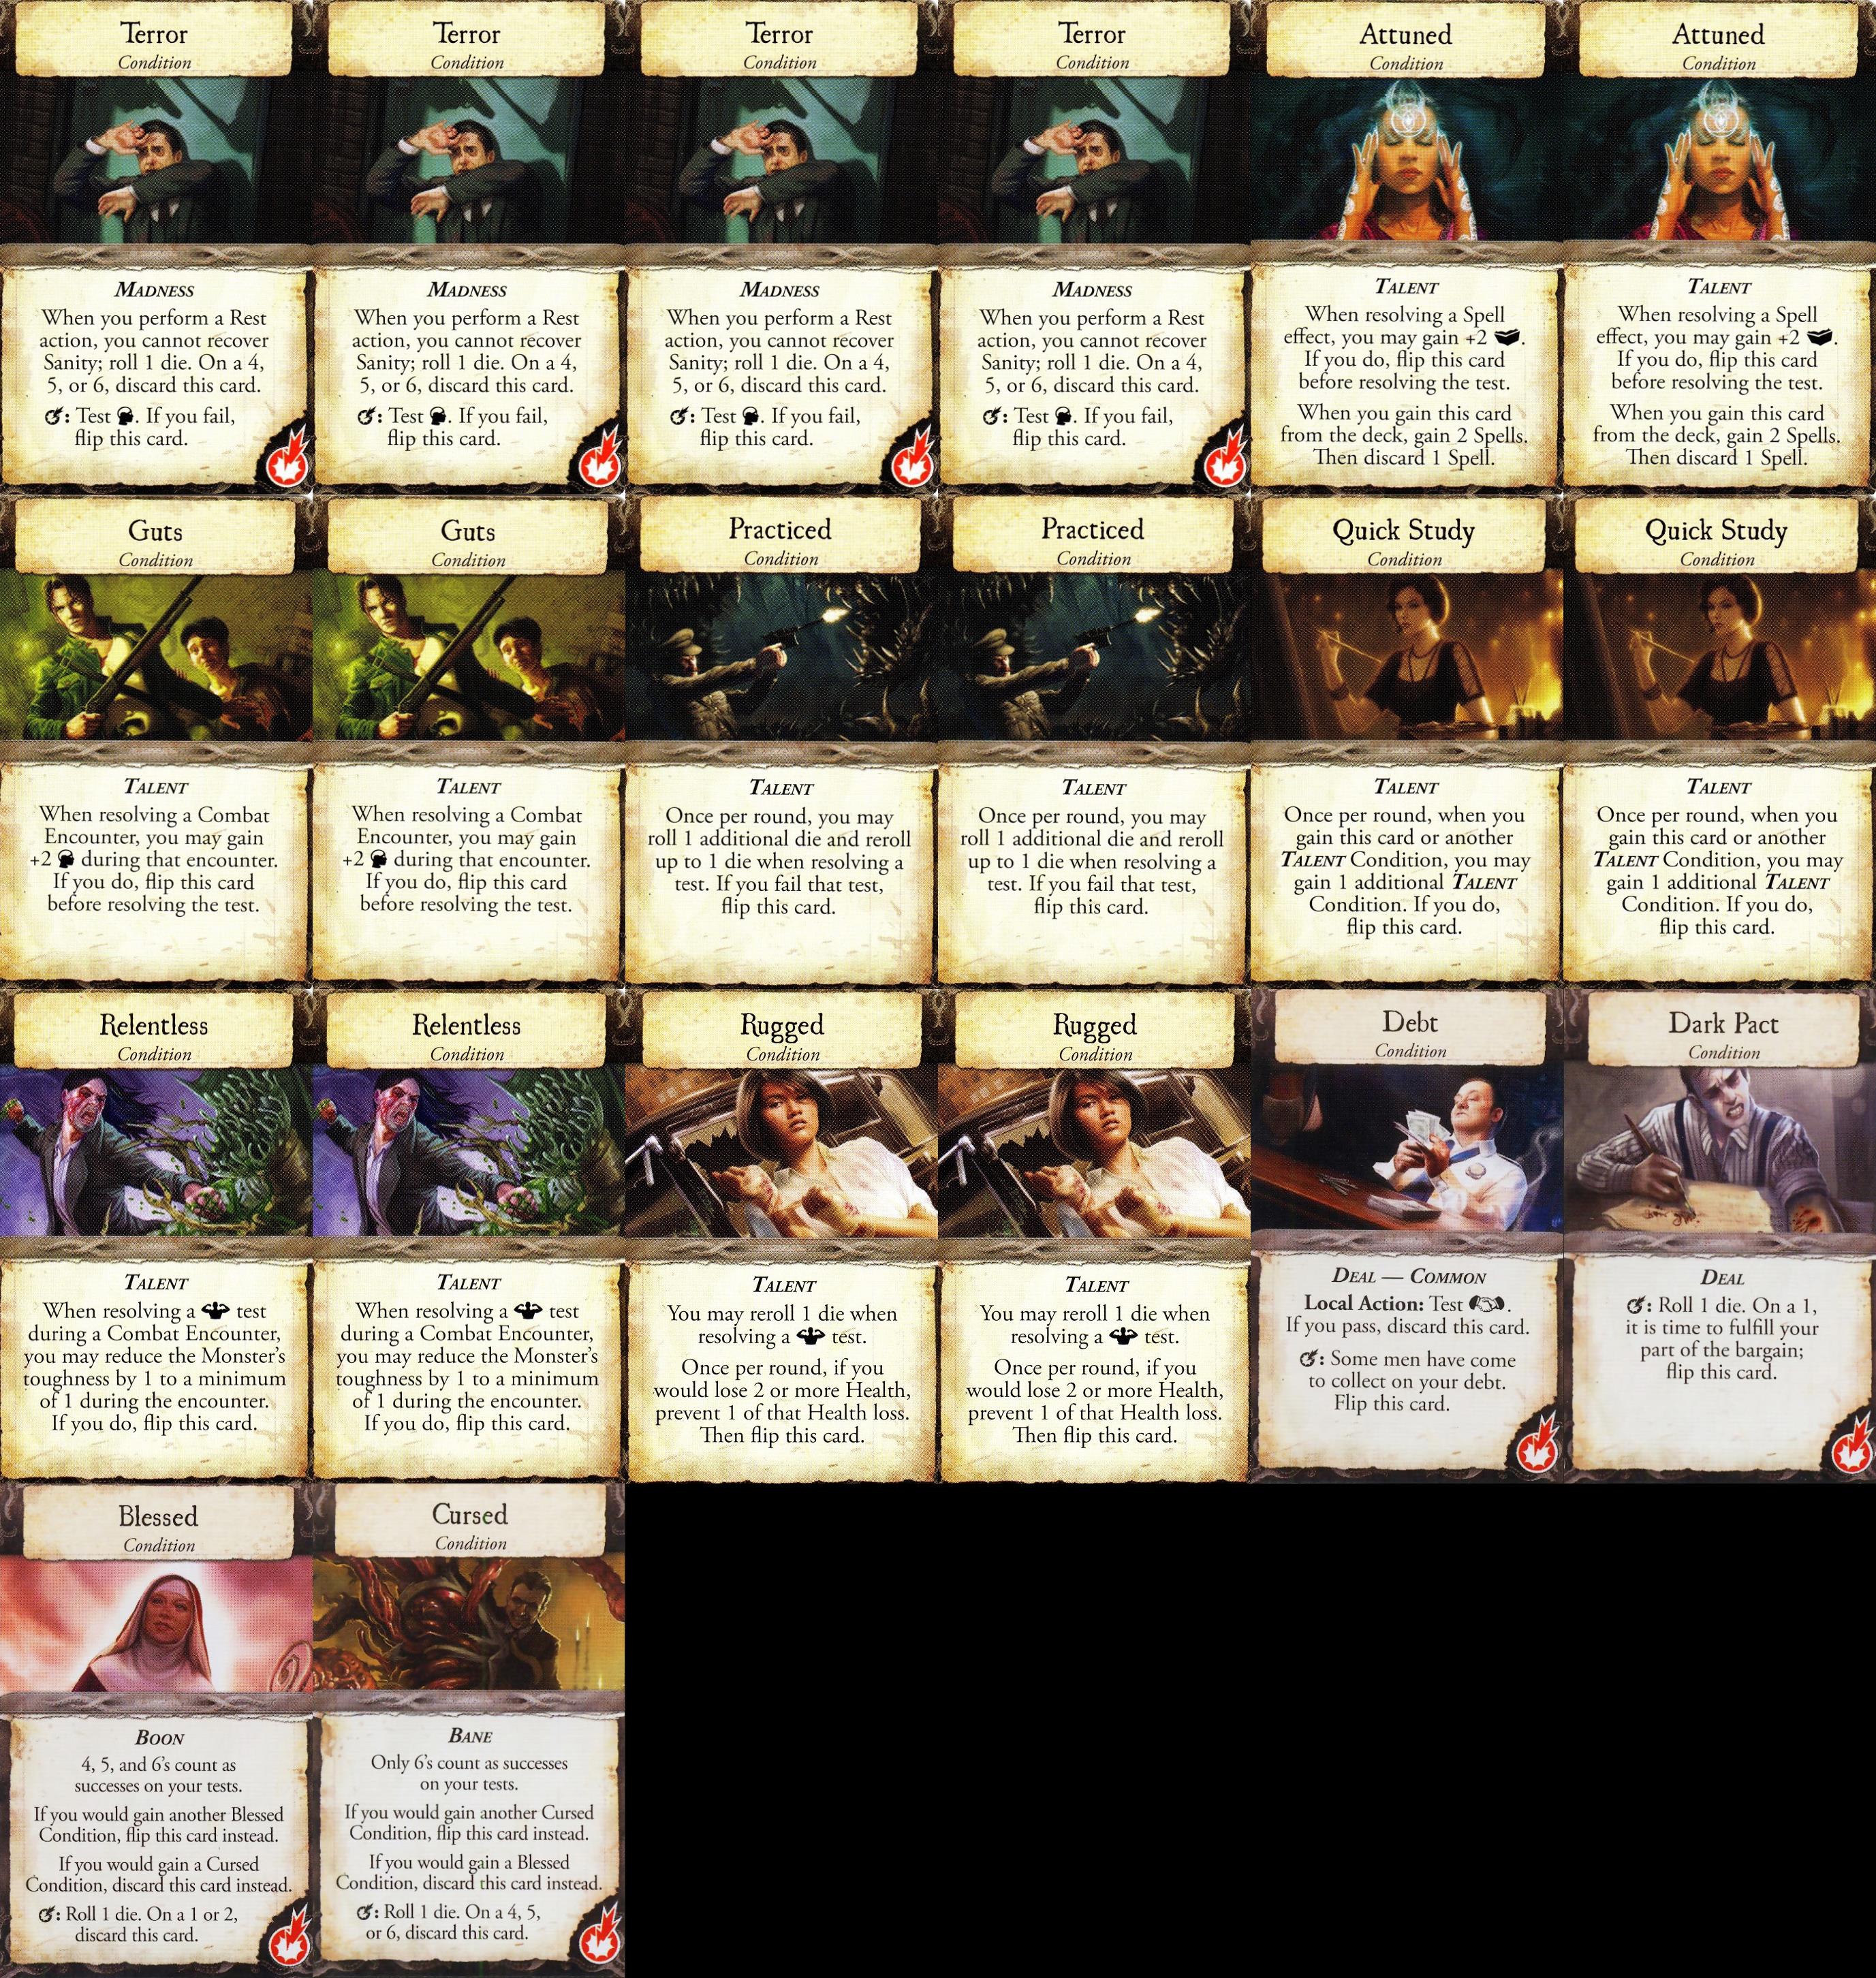 Terror
Condition
MADNESS
When you perform a Rest
action, you cannot recover
Sanity; roll 1 die. On a 4,
5, or 6, discard this card.
: Test . If you fail,
flip this card.
Terror
Condition
MADNESS
When you perform a Rest
action, you cannot recover
Sanity; roll 1 die. On a 4,
5, or 6, discard this card.
: Test . If you fail,
flip this card.
Terror
Condition
MADNESS
When you perform a Rest
action, you cannot recover
Sanity; roll 1 die. On a 4,
5, or 6, discard this card.
: Test . If you fail,
flip this card.
Terror
Condition
MADNESS
When you perform a Rest
action, you cannot recover
Sanity; roll 1 die. On a 4,
5, or 6, discard this card.
: Test . If you fail,
flip this card.
Attuned
Condition
TALENT
When resolving a Spell
effect, you may gain +2 .
If you do, flip this card
before resolving the test.
When you gain this card
from the deck, gain 2 Spells.
Then discard 1 Spell.
Attuned
Condition
TALENT
When resolving a Spell
effect, you may gain +2 .
If you do, flip this card
before resolving the test.
When you gain this card
from the deck, gain 2 Spells.
Then discard 1 Spell.
Guts
Condition
TALENT
When resolving a Combat
Encounter, you may gain
+2 during that encounter.
If you do, flip this card
before resolving the test.
Guts
Condition
TALENT
When resolving a Combat
Encounter, you may gain
+2 during that encounter.
If you do, flip this card
before resolving the test.
Practiced
Condition
TALENT
Once per round, you may
roll 1 additional die and reroll
up to 1 die when resolving a
test. If you fail that test,
flip this card.
Practiced
Condition
TALENT
Once per round, you may
roll 1 additional die and reroll
up to 1 die when resolving a
test. If you fail that test,
flip this card.
Quick Study
Condition
TALENT
Once per round, when you
gain this card or another
TALENT Condition, you may
gain 1 additional TALENT
Condition. If you do,
flip this card.
Quick Study
Condition
TALENT
Once per round, when you
gain this card or another
TALENT Condition, you may
gain 1 additional TALENT
Condition. If you do,
flip this card.
Relentless
Condition
TALENT
When resolving a test
during a Combat Encounter,
you may reduce the Monster's
toughness by 1 to a minimum
of 1 during the encounter.
If you do, flip this card.
Relentless
Condition
TALENT
When resolving a test
during a Combat Encounter,
you may reduce the Monster's
toughness by 1 to a minimum
of 1 during the encounter.
If you do, flip this card.
Rugged
Condition
TALENT
You may reroll 1 die when
resolving a test.
Once per round, if you
would lose 2 or more Health,
prevent 1 of that Health loss.
Then flip this card.
Rugged
Condition
TALENT
You may reroll 1 die when
resolving a test.
Once per round, if you
would lose 2 or more Health,
prevent 1 of that Health loss.
Then flip this card.
Debt
Condition
DEAL — COMMON
Local Action: Test .
If you pass, discard this card.
: Some men have come
to collect on your debt.
Flip this card.
Dark Pact
Condition
DEAL
: Roll 1 die. On a 1,
it is time to fulfill your
part of the bargain;
flip this card.
Blessed
Condition
BOON
4, 5, and 6's count as
successes on your tests.
If you would gain another Blessed
Condition, flip this card instead.
If you would gain a Cursed
Condition, discard this card instead.
: Roll 1 die. On a 1 or 2,
discard this card.
Cursed
Condition
BANE
Only 6's count as successes
on your tests.
If you would gain another Cursed
Condition, flip this card instead.
If you would gain a Blessed
Condition, discard this card instead.
: Roll 1 die. On a 4, 5,
or 6, discard this card.